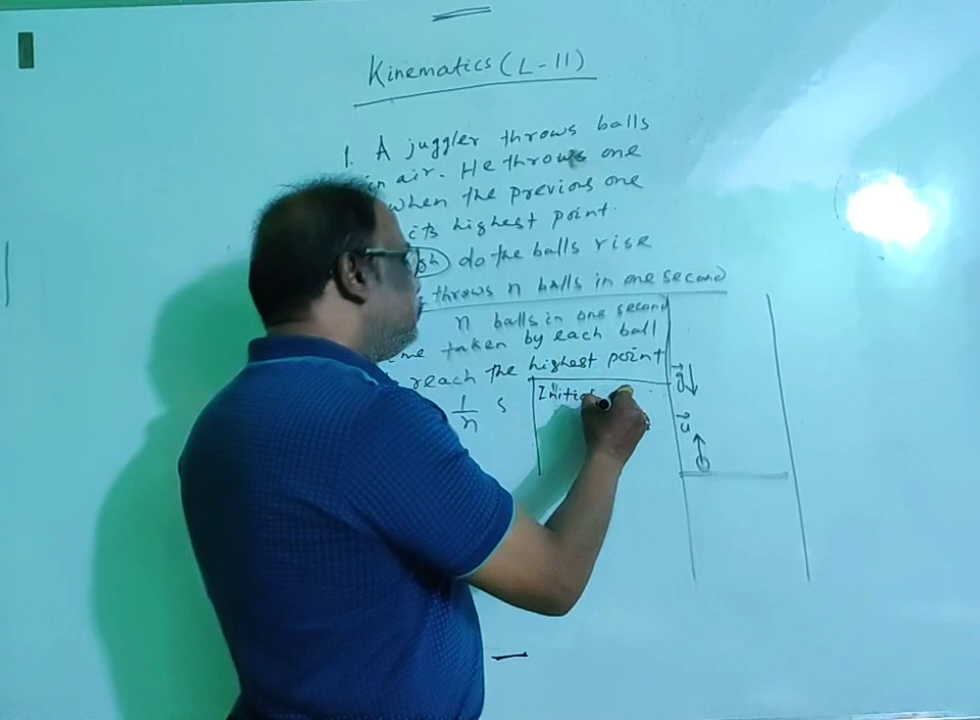 Kinematics (L-11)
1. A juggler throws balls
in air. He throws one
when the previous one
its highest point.
do the balls rise
throws n balls in one second
n balls in one second
taken by each ball
reach the highest point
1/n s
u
g